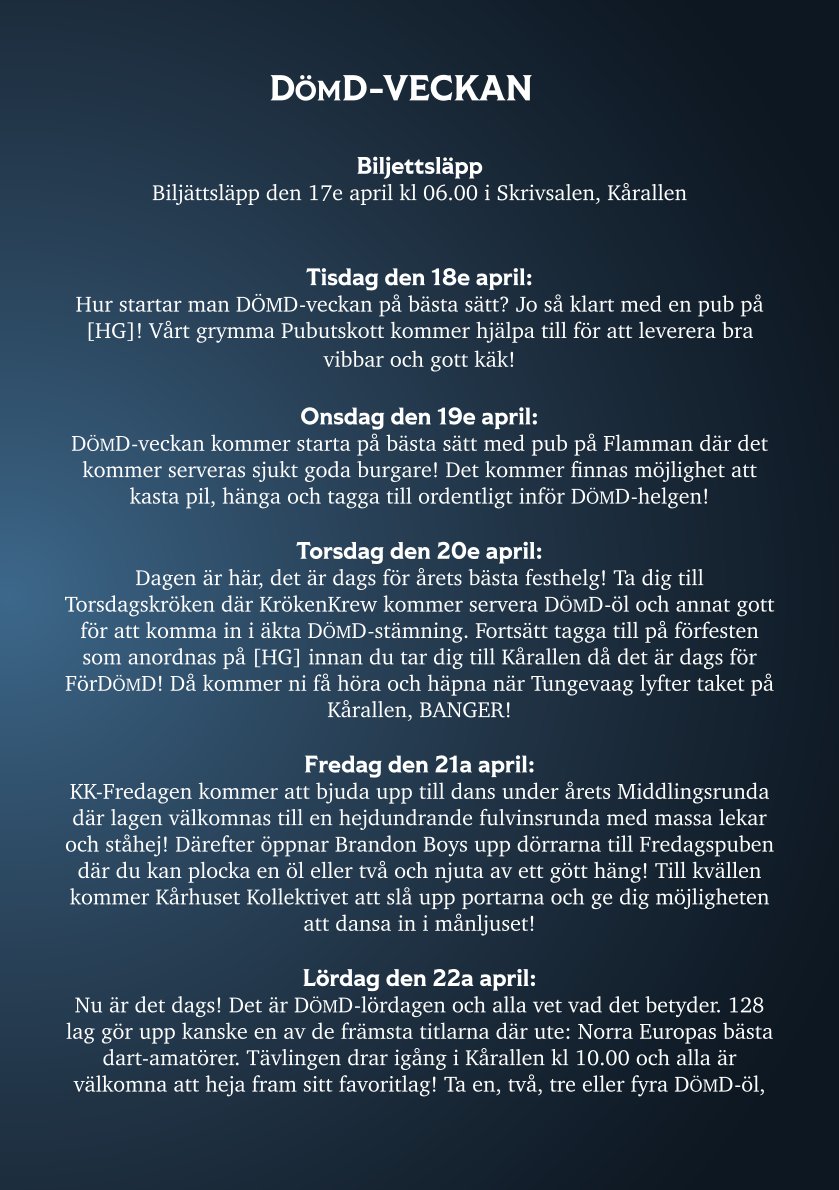 DÖMD-VECKAN
Biljettsläpp
Biljättsläpp den 17e april kl 06.00 i Skrivsalen, Kårallen
Tisdag den 18e april:
Hur startar man DÖMD-veckan på bästa sätt? Jo så klart med en pub på
[HG]! Vårt grymma Pubutskott kommer hjälpa till för att leverera bra
vibbar och gott käk!
Onsdag den 19e april:
DÖMD-veckan kommer starta på bästa sätt med pub på Flamman där det
kommer serveras sjukt goda burgare! Det kommer finnas möjlighet att
kasta pil, hänga och tagga till ordentligt inför DÖMD-helgen!
Torsdag den 20e april:
Dagen är här, det är dags för årets bästa festhelg! Ta dig till
Torsdagskröken där KrökenKrew kommer servera DÖMD-öl och annat gott
för att komma in i äkta DÖMD-stämning. Fortsätt tagga till på förfesten
som anordnas på [HG] innan du tar dig till Kårallen då det är dags för
FörDÖMD! Då kommer ni få höra och häpna när Tungevaag lyfter taket på
Kårallen, BANGER!
Fredag den 21a april:
KK-Fredagen kommer att bjuda upp till dans under årets Middlingsrunda
där lagen välkomnas till en hejdundrande fulvinsrunda med massa lekar
och ståhej! Därefter öppnar Brandon Boys upp dörrarna till Fredagspuben
där du kan plocka en öl eller två och njuta av ett gött häng! Till kvällen
kommer Kårhuset Kollektivet att slå upp portarna och ge dig möjligheten
att dansa in i månljuset!
Lördag den 22a april:
Nu är det dags! Det är DÖMD-lördagen och alla vet vad det betyder. 128
lag gör upp kanske en av de främsta titlarna där ute: Norra Europas bästa
dart-amatörer. Tävlingen drar igång i Kårallen kl 10.00 och alla är
välkomna att heja fram sitt favoritlag! Ta en, två, tre eller fyra DÖMD-öl,